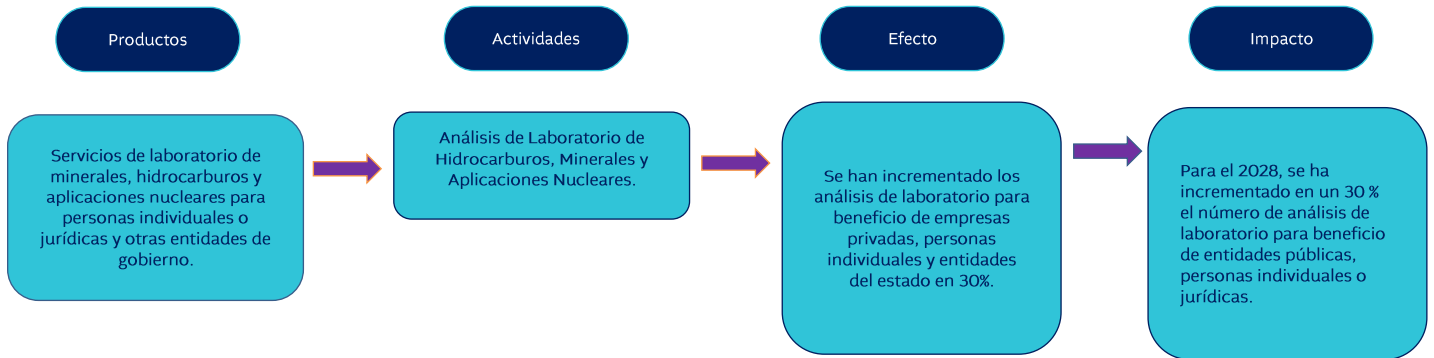 Productos
Actividades
Efecto
Impacto
Servicios de laboratorio de
minerales, hidrocarburos y
aplicaciones nucleares para
personas individuales o
jurídicas y otras entidades de
gobierno.
Análisis de Laboratorio de
Hidrocarburos, Minerales y
Aplicaciones Nucleares.
Se han incrementado los
análisis de laboratorio para
beneficio de empresas
privadas, personas
individuales y entidades
del estado en 30%.
Para el 2028, se ha
incrementado en un 30 %
el número de análisis de
laboratorio para beneficio
de entidades públicas,
personas individuales o
jurídicas.